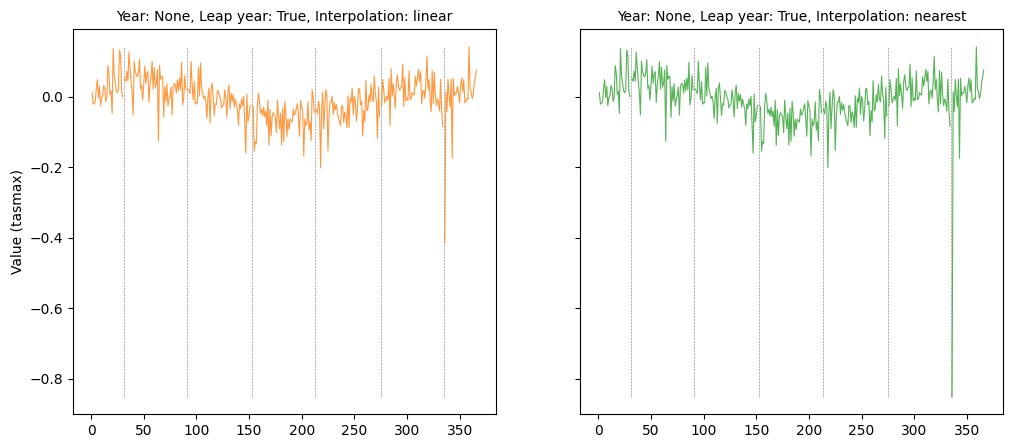 Year: None, Leap year: True, Interpolation: linear
Year: None, Leap year: True, Interpolation: nearest
Value (tasmax)
0.0
−0.2
−0.4
−0.6
−0.8
0 50 100 150 200 250 300 350
0 50 100 150 200 250 300 350